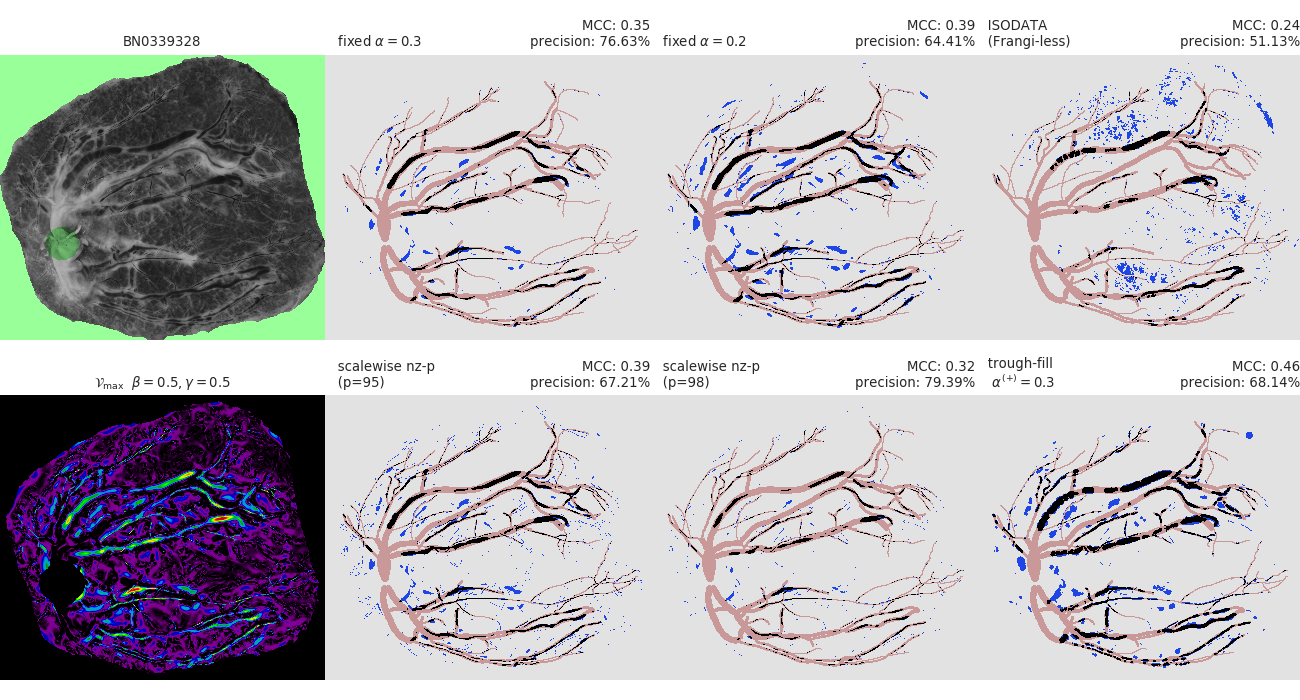 BN0339328
fixed α = 0.3
MCC: 0.35
precision: 76.63%
fixed α = 0.2
MCC: 0.39
precision: 64.41%
ISODATA
(Frangi-less)
MCC: 0.24
precision: 51.13%
𝒱max β = 0.5, γ = 0.5
scalewise nz-p
(p=95)
MCC: 0.39
precision: 67.21%
scalewise nz-p
(p=98)
MCC: 0.32
precision: 79.39%
trough-fill
α(+) = 0.3
MCC: 0.46
precision: 68.14%